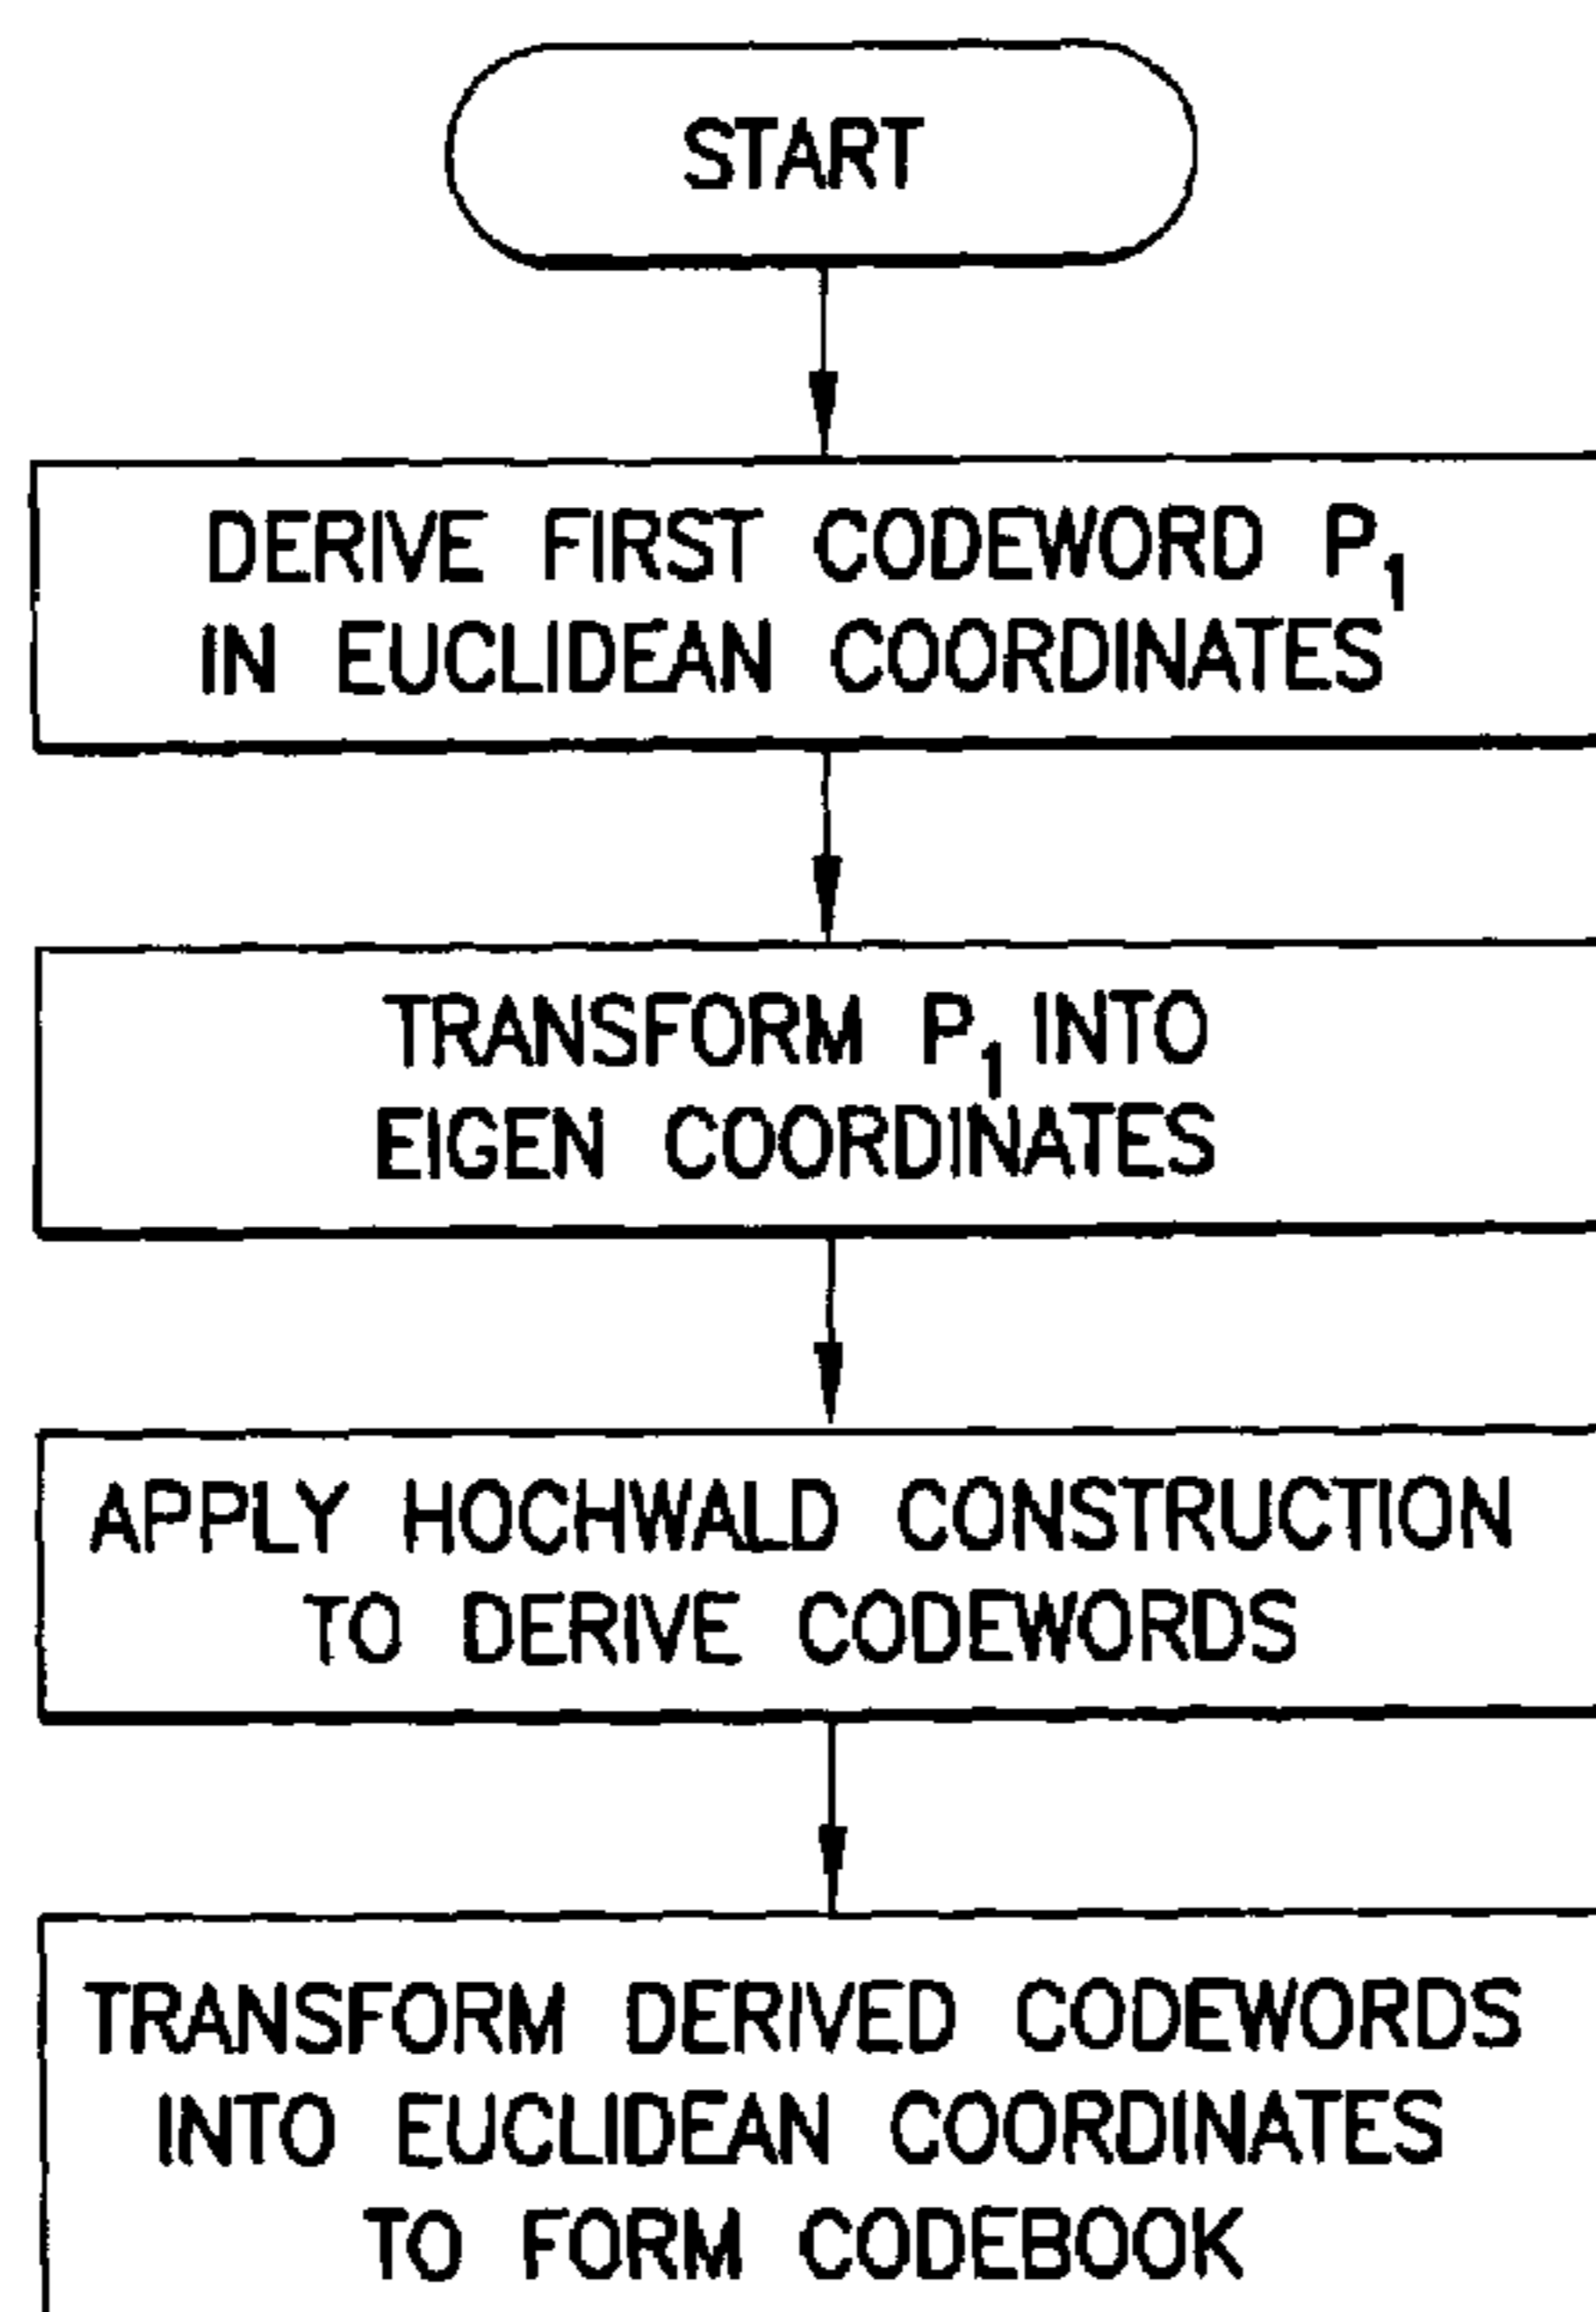 START
DERIVE FIRST CODEWORD P₁
IN EUCLIDEAN COORDINATES
TRANSFORM P₁ INTO
EIGEN COORDINATES
APPLY HOCHWALD CONSTRUCTION
TO DERIVE CODEWORDS
TRANSFORM DERIVED CODEWORDS
INTO EUCLIDEAN COORDINATES
TO FORM CODEBOOK